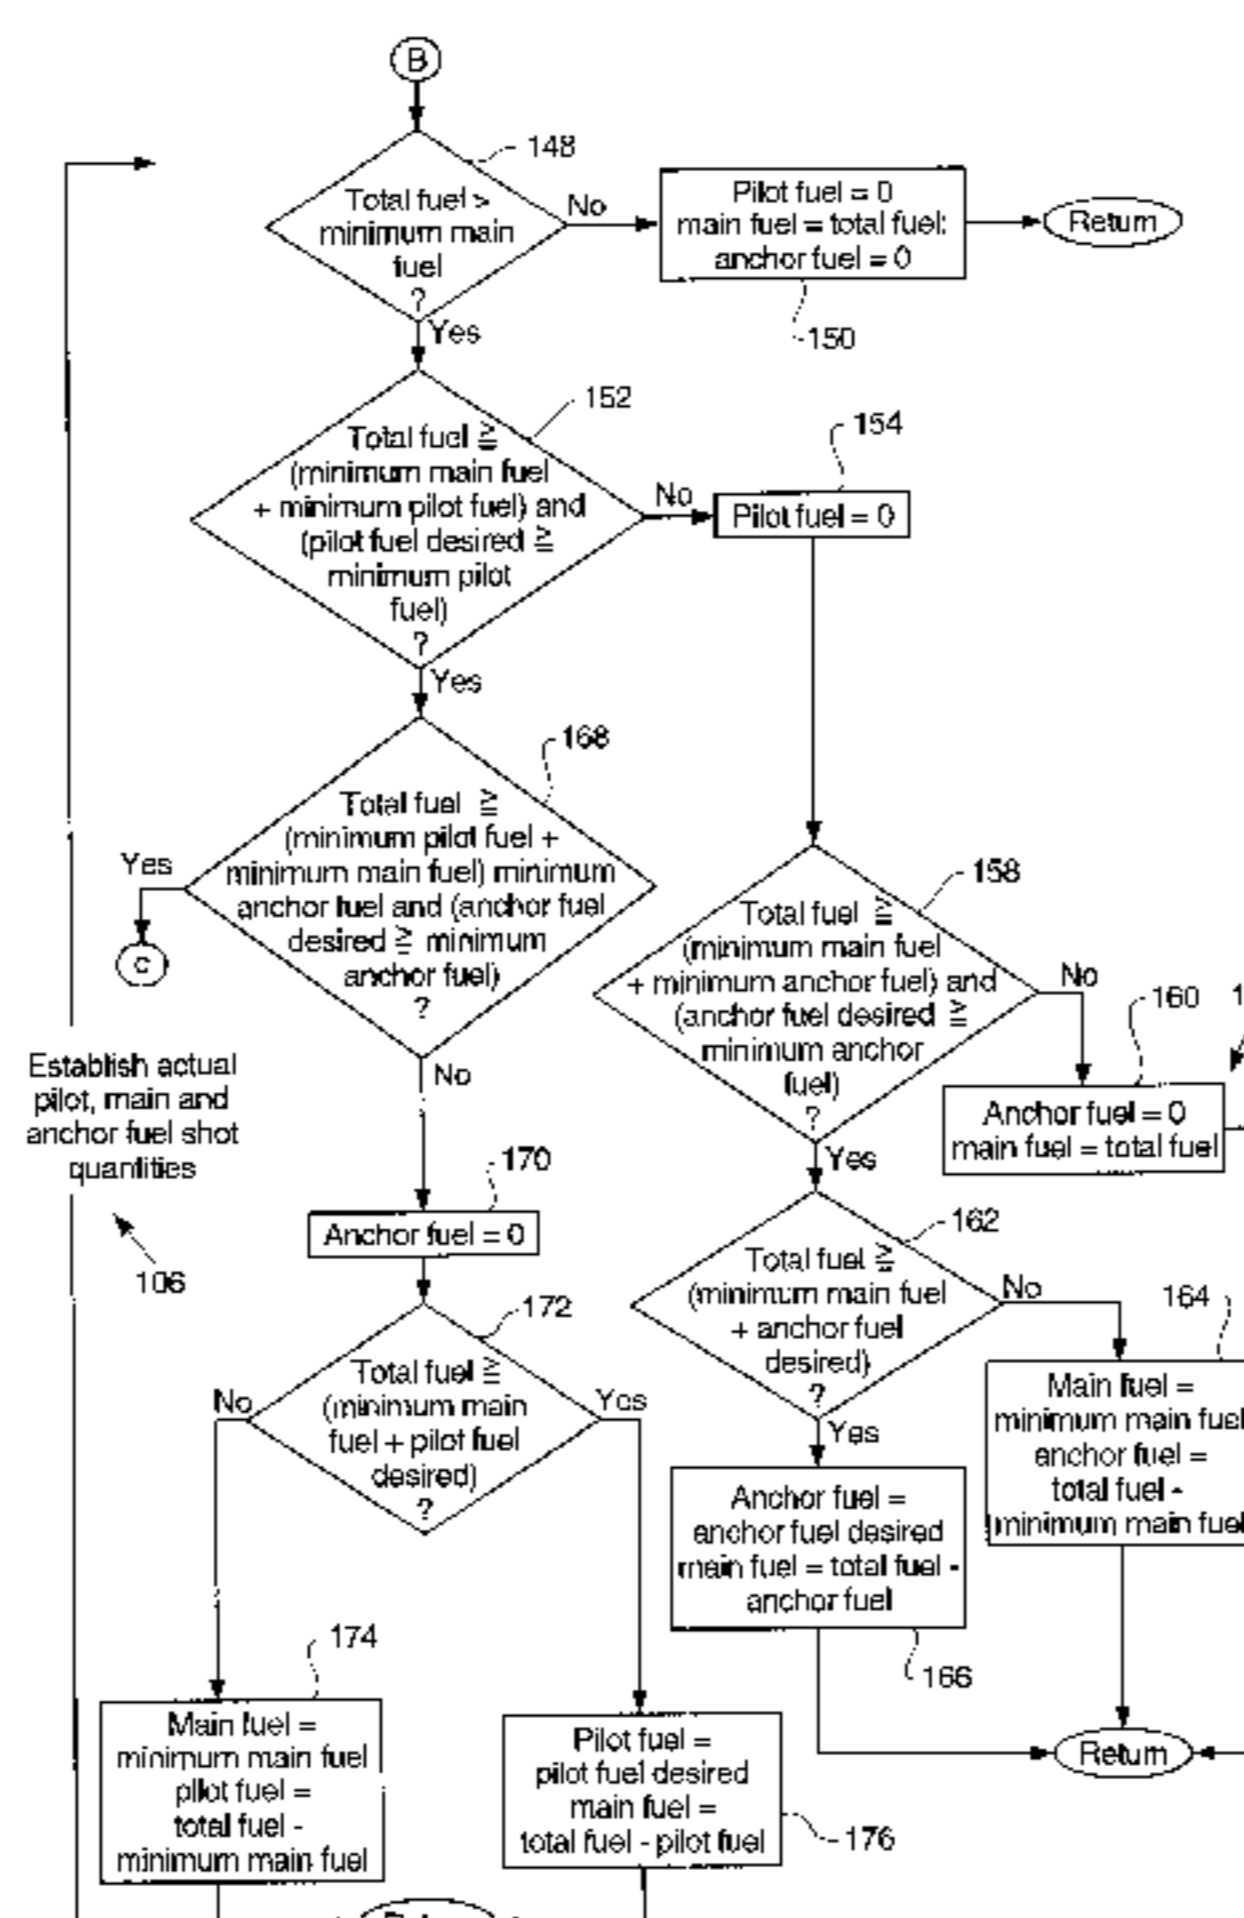 B
148
Total fuel >
minimum main
fuel
?
No
Pilot fuel = 0
main fuel = total fuel:
anchor fuel = 0
Return
150
Yes
152
Total fuel ≧
(minimum main fuel
+ minimum pilot fuel) and
(pilot fuel desired ≧
minimum pilot
fuel)
?
No
154
Pilot fuel = 0
Yes
168
Total fuel ≧
(minimum pilot fuel +
minimum main fuel) minimum
anchor fuel and (anchor fuel
desired ≧ minimum
anchor fuel)
?
Yes
c
No
158
Total fuel ≧
(minimum main fuel
+ minimum anchor fuel) and
(anchor fuel desired ≧
minimum anchor
fuel)
?
No
160
Anchor fuel = 0
main fuel = total fuel
Yes
Establish actual
pilot, main and
anchor fuel shot
quantities
106
170
Anchor fuel = 0
162
Total fuel ≧
(minimum main fuel
+ anchor fuel
desired)
?
No
164
Main fuel =
minimum main fuel
anchor fuel =
total fuel -
minimum main fuel
Yes
172
Total fuel ≧
(minimum main
fuel + pilot fuel
desired)
?
No
Yes
Anchor fuel =
anchor fuel desired
main fuel = total fuel -
anchor fuel
166
Return
174
Main fuel =
minimum main fuel
pilot fuel =
total fuel -
minimum main fuel
Pilot fuel =
pilot fuel desired
main fuel =
total fuel - pilot fuel
176